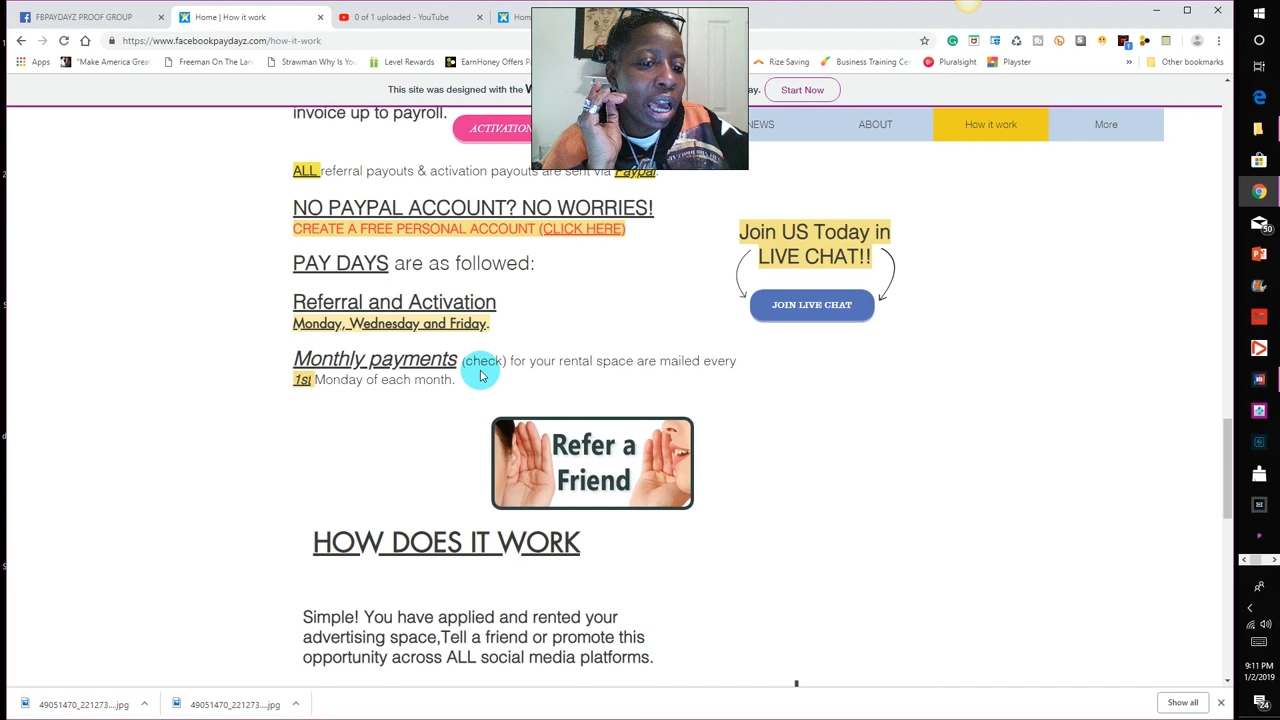 FBPAYDAYZ PROOF GROUP
Home | How it work
0 of 1 uploaded - YouTube
https://www.facebookpaydayz.com/how-it-work
Apps
"Make America Grea
Freeman On The Lan
Strawman Why Is You
Level Rewards
EarnHoney Offers P
Rize Saving
Business Training Ce
Pluralsight
Playster
Other bookmarks
This site was designed with the
Start Now
invoice up to payroll.
ACTIVATION
NEWS
ABOUT
How it work
More
ALL referral payouts & activation payouts are sent via Paypal.
NO PAYPAL ACCOUNT? NO WORRIES!
CREATE A FREE PERSONAL ACCOUNT (CLICK HERE)
PAY DAYS are as followed:
Referral and Activation
Monday, Wednesday and Friday.
Monthly payments (check) for your rental space are mailed every
1st Monday of each month.
Join US Today in
LIVE CHAT!!
JOIN LIVE CHAT
Refer a
Friend
HOW DOES IT WORK
Simple! You have applied and rented your
advertising space,Tell a friend or promote this
opportunity across ALL social media platforms.
49051470_221273....jpg
49051470_221273....jpg
Show all
50
9:11 PM
1/2/2019
24